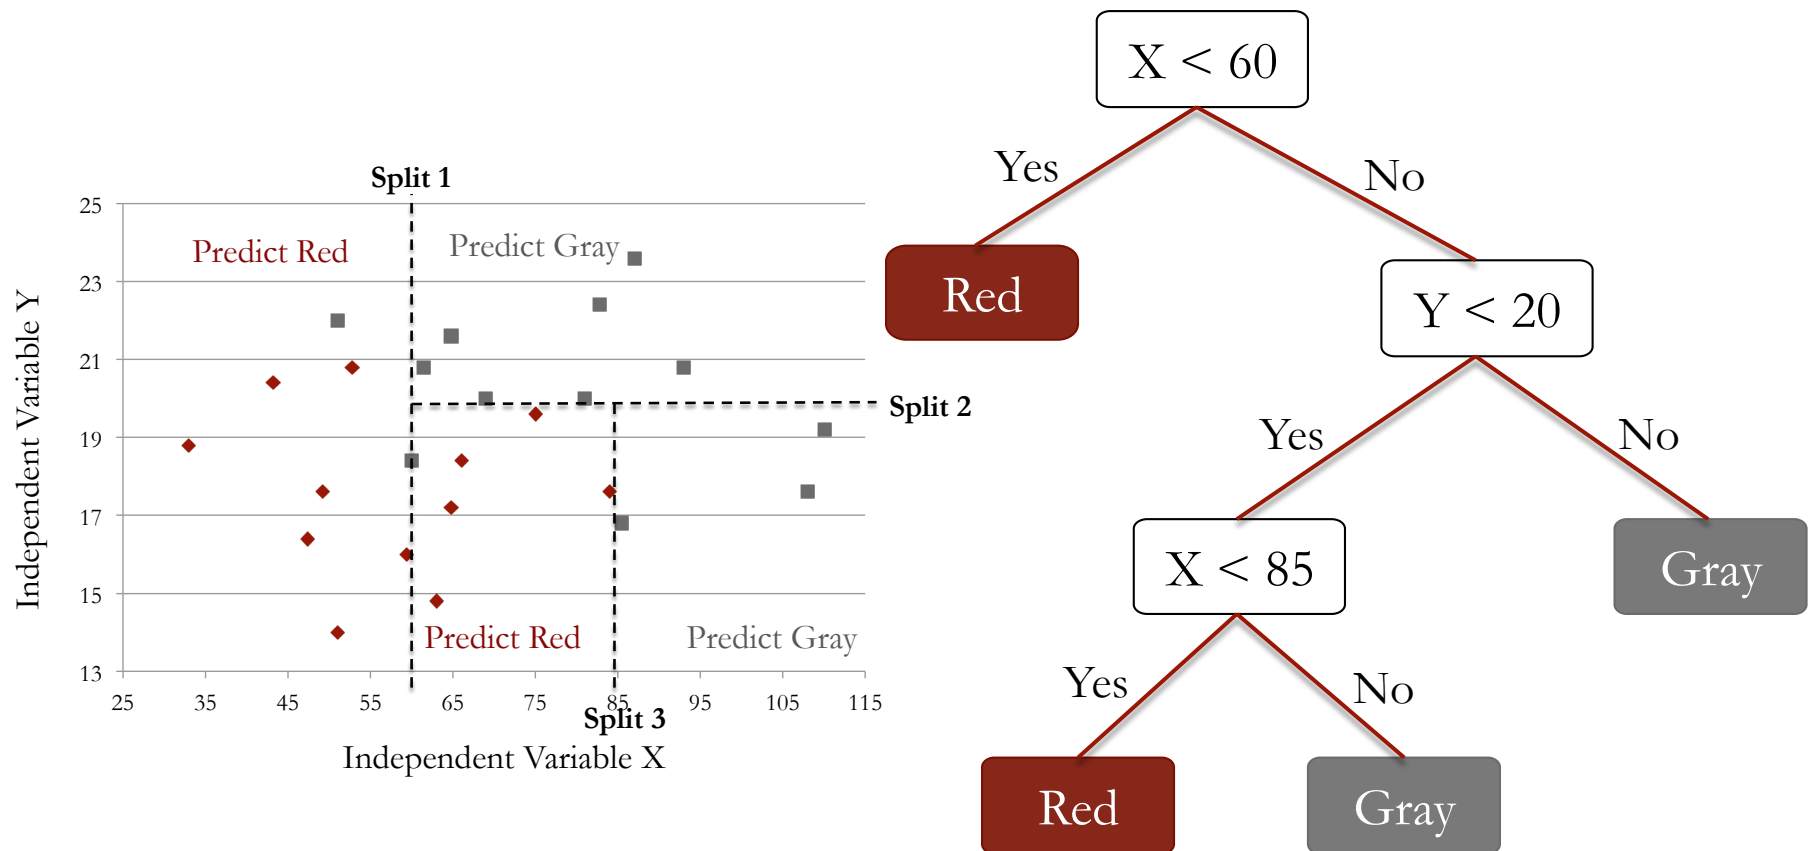 Split 1
25
23
21
19
17
15
13
Independent Variable Y
Predict Red
Predict Gray
Split 2
Predict Red
Predict Gray
25 35 45 55 65 75 85 95 105 115
Split 3
Independent Variable X
X < 60
Yes
No
Red
Y < 20
Yes
No
X < 85
Gray
Yes
No
Red
Gray